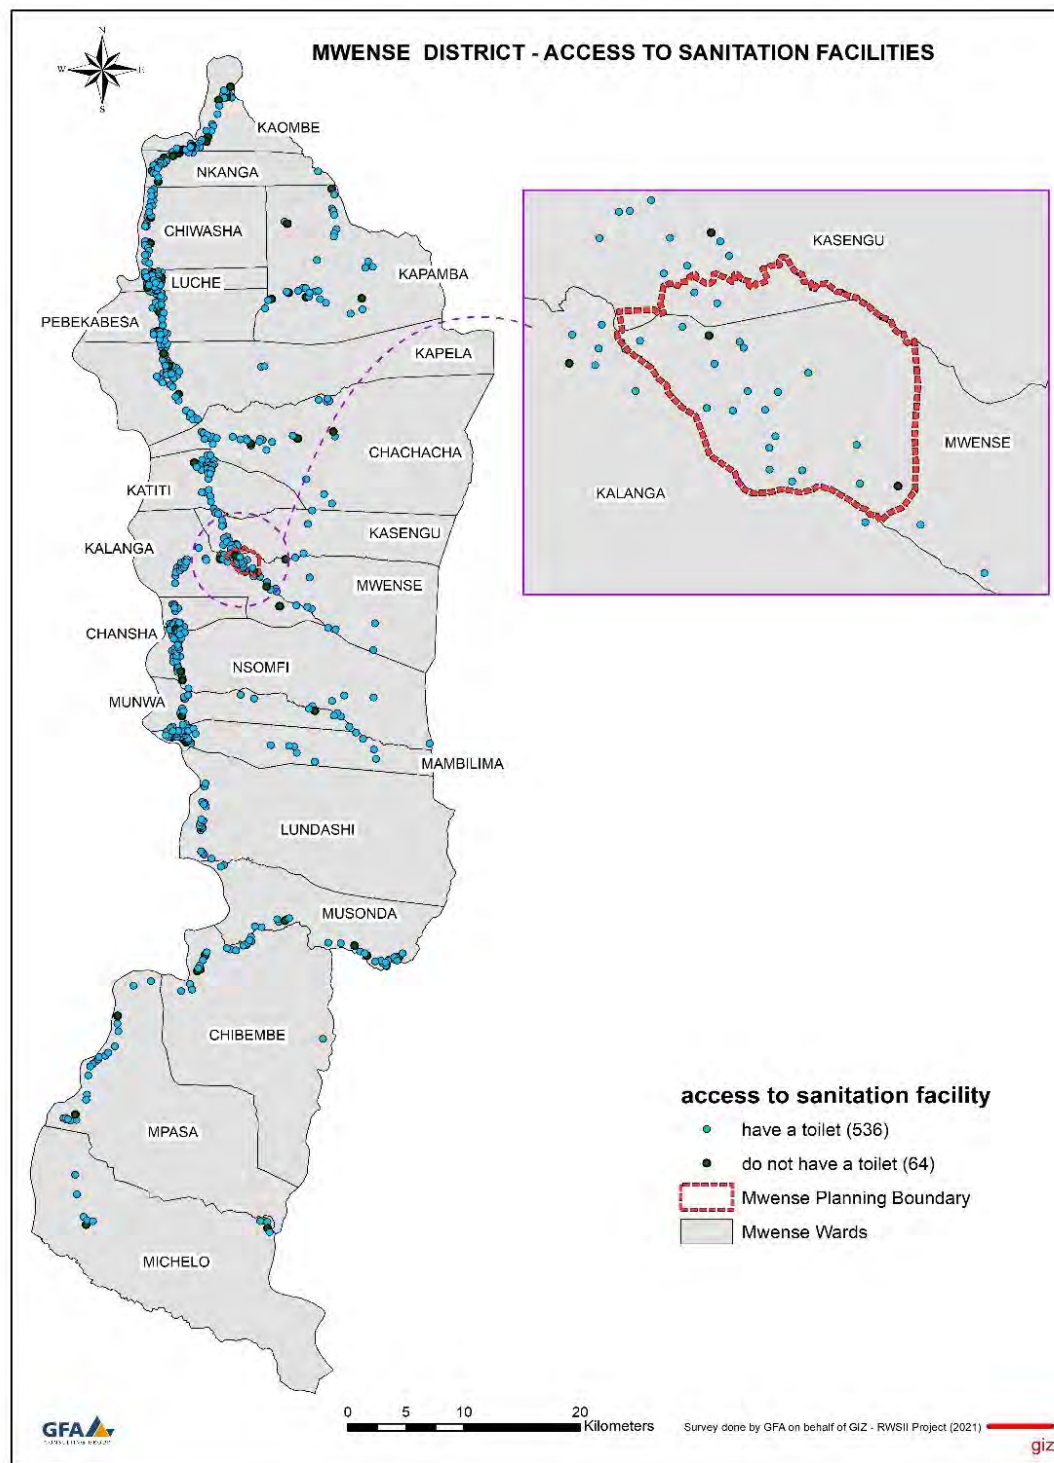 MWENSE DISTRICT - ACCESS TO SANITATION FACILITIES
N
W
E
S
KAOMBE
NKANGA
CHIWASHA
KAPAMBA
LUCHE
PEBEKABESA
KAPELA
CHACHACHA
KATITI
KASENGU
KALANGA
MWENSE
CHANSHA
NSOMFI
MUNWA
MAMBILIMA
LUNDASHI
MUSONDA
CHIBEMBE
MPASA
MICHELO
KASENGU
MWENSE
KALANGA
access to sanitation facility
have a toilet (536)
do not have a toilet (64)
Mwense Planning Boundary
Mwense Wards
GFA
CONSULTING GROUP
0 5 10 20
Kilometers
Survey done by GFA on behalf of GIZ - RWSII Project (2021)
giz